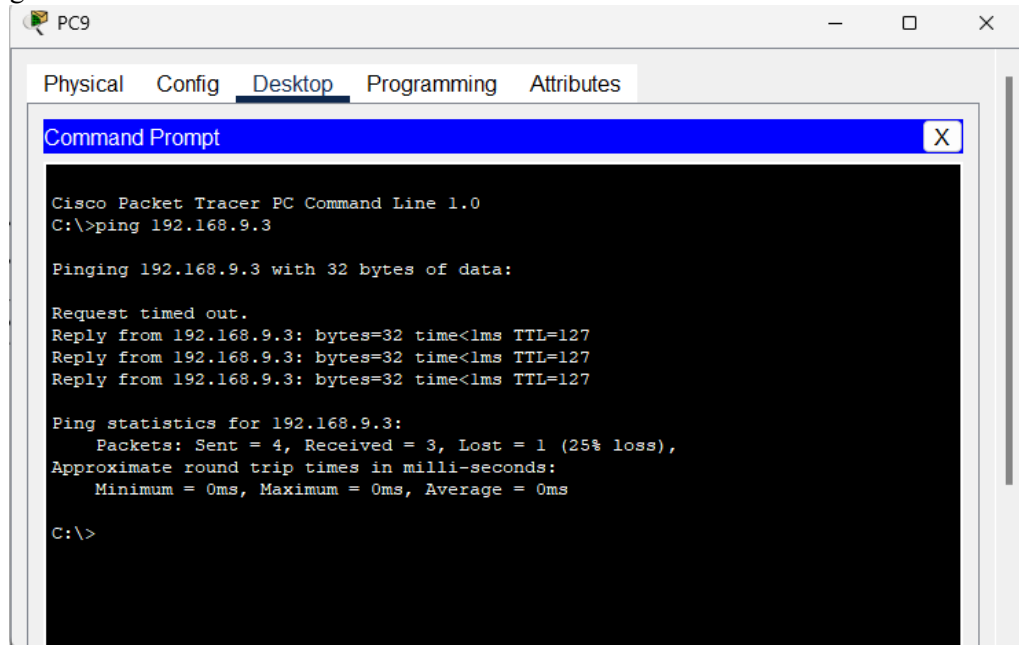 PC9
Physical Config Desktop Programming Attributes
Command Prompt
X
Cisco Packet Tracer PC Command Line 1.0
C:\>ping 192.168.9.3
Pinging 192.168.9.3 with 32 bytes of data:
Request timed out.
Reply from 192.168.9.3: bytes=32 time<1ms TTL=127
Reply from 192.168.9.3: bytes=32 time<1ms TTL=127
Reply from 192.168.9.3: bytes=32 time<1ms TTL=127
Ping statistics for 192.168.9.3:
Packets: Sent = 4, Received = 3, Lost = 1 (25% loss),
Approximate round trip times in milli-seconds:
Minimum = 0ms, Maximum = 0ms, Average = 0ms
C:\>